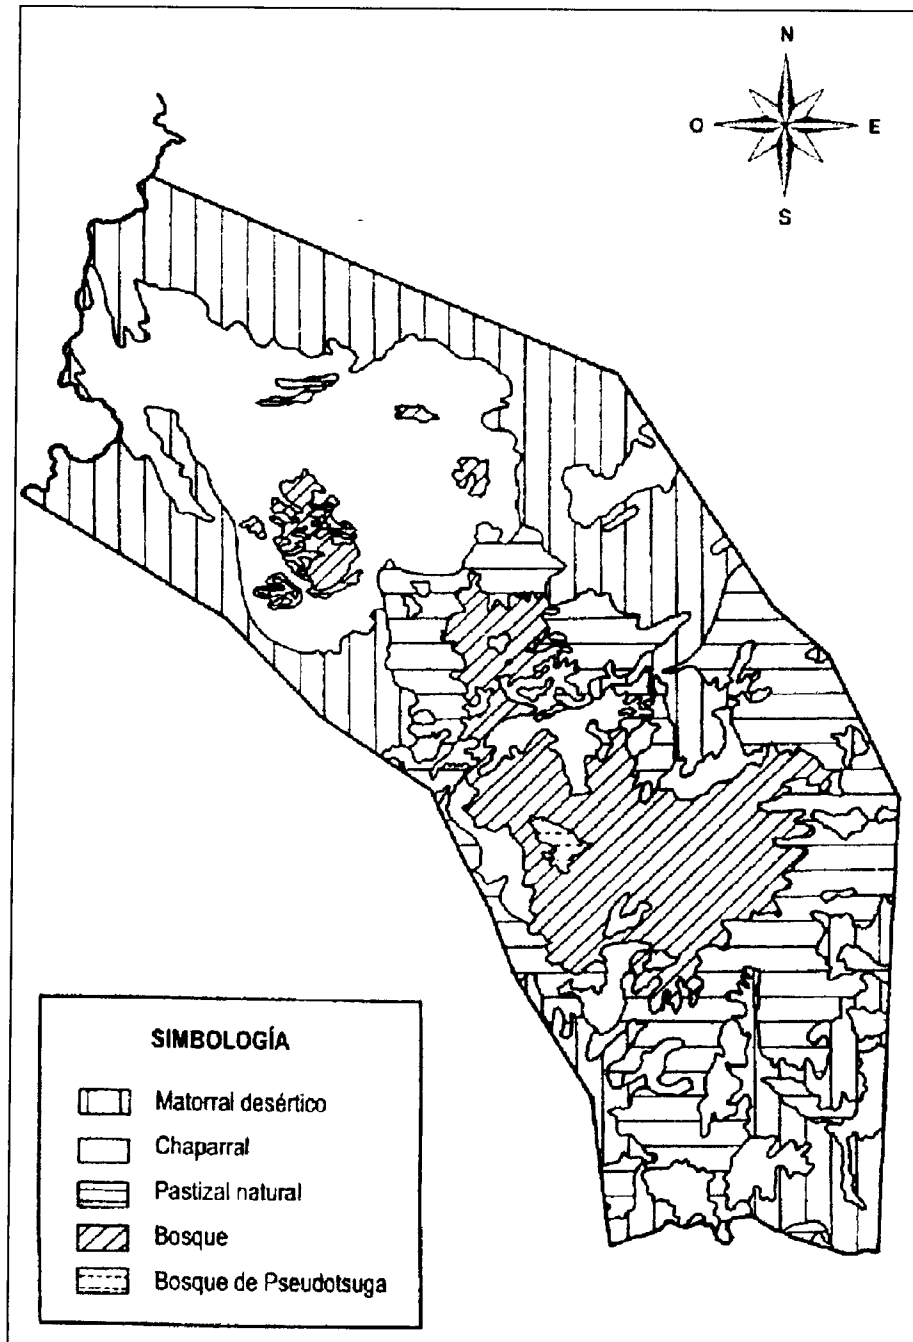 N
O E
S
SIMBOLOGÍA
Matorral desértico
Chaparral
Pastizal natural
Bosque
Bosque de Pseudotsuga